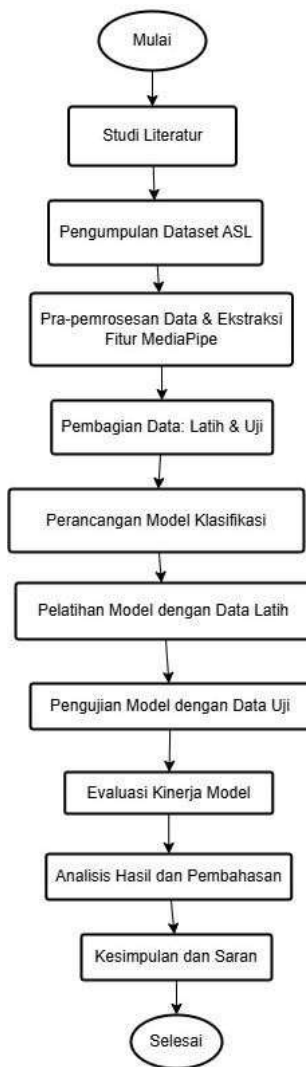 Mulai
Studi Literatur
Pengumpulan Dataset ASL
Pra-pemrosesan Data & Ekstraksi
Fitur MediaPipe
Pembagian Data: Latih & Uji
Perancangan Model Klasifikasi
Pelatihan Model dengan Data Latih
Pengujian Model dengan Data Uji
Evaluasi Kinerja Model
Analisis Hasil dan Pembahasan
Kesimpulan dan Saran
Selesai